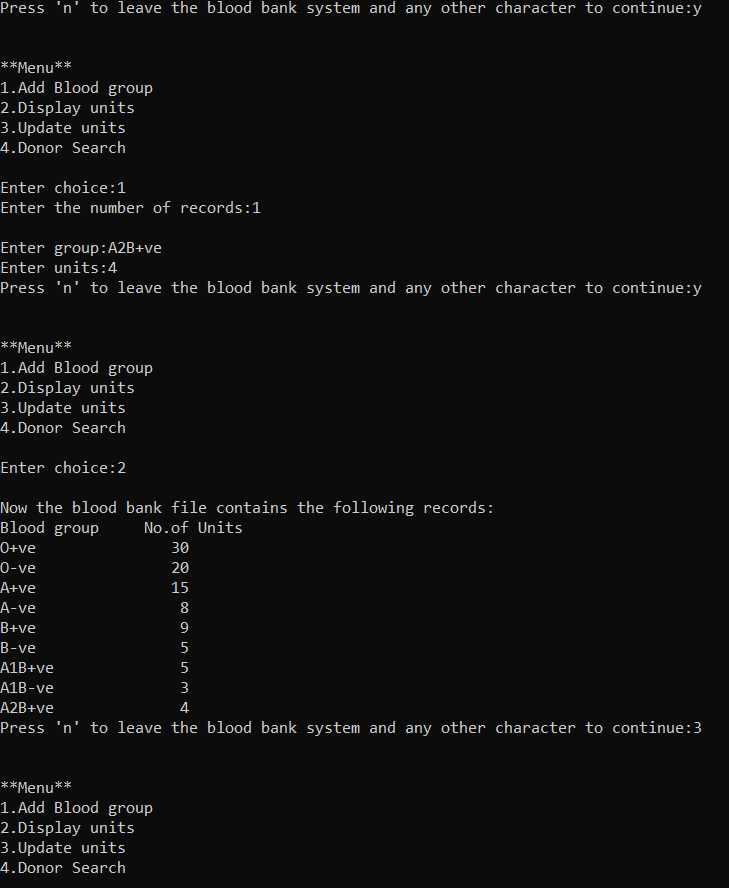 Press 'n' to leave the blood bank system and any other character to continue:y
**Menu**
1.Add Blood group
2.Display units
3.Update units
4.Donor Search
Enter choice:1
Enter the number of records:1
Enter group:A2B+ve
Enter units:4
Press 'n' to leave the blood bank system and any other character to continue:y
**Menu**
1.Add Blood group
2.Display units
3.Update units
4.Donor Search
Enter choice:2
Now the blood bank file contains the following records:
Blood group     No.of Units
O+ve               30
O-ve               20
A+ve               15
A-ve                8
B+ve                9
B-ve                5
A1B+ve              5
A1B-ve              3
A2B+ve              4
Press 'n' to leave the blood bank system and any other character to continue:3
**Menu**
1.Add Blood group
2.Display units
3.Update units
4.Donor Search